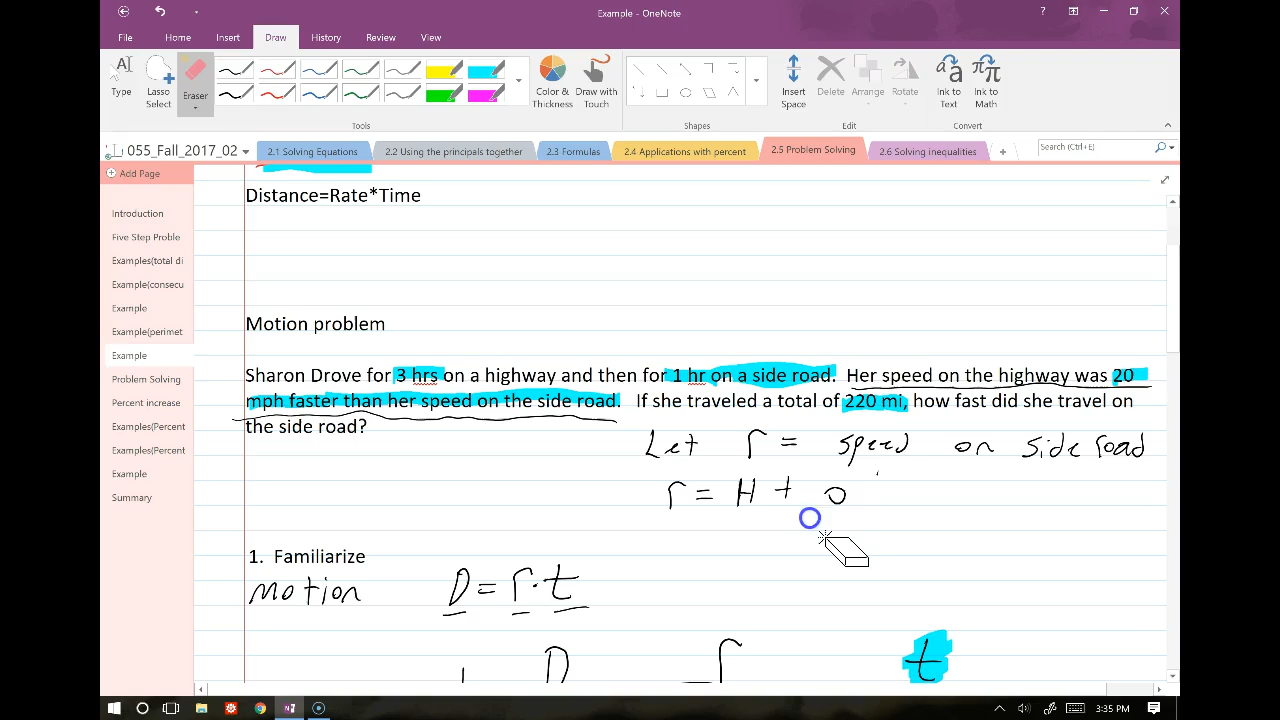 Example - OneNote
?
File Home Insert Draw History Review View
Type
Lasso Select
Eraser
Color & Thickness
Draw with Touch
Insert Space
Delete
Arrange
Rotate
Ink to Text
Ink to Math
Tools Shapes Edit Convert
055_Fall_2017_02 2.1 Solving Equations 2.2 Using the principals together 2.3 Formulas 2.4 Applications with percent 2.5 Problem Solving 2.6 Solving inequalities + Search (Ctrl+E)
Add Page
Introduction
Five Step Proble
Examples(total di
Examples(consecu
Example
Example(perimet
Example
Problem Solving
Percent increase
Examples(Percent
Examples(Percent
Example
Summary
Distance=Rate*Time
Motion problem
Sharon Drove for 3 hrs on a highway and then for 1 hr on a side road. Her speed on the highway was 20
mph faster than her speed on the side road. If she traveled a total of 220 mi, how fast did she travel on
the side road?
Let r = speed on side road
r = H + 0
1. Familiarize
motion D = r·t
D r t
3:35 PM